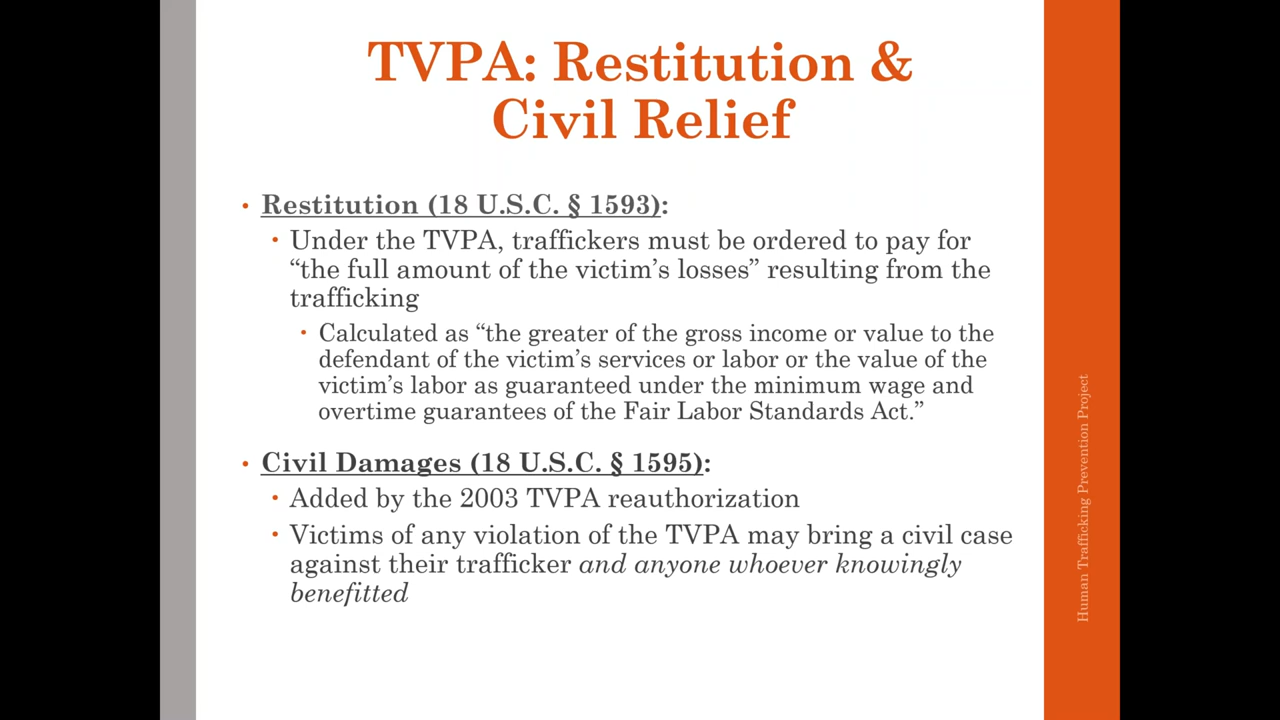 TVPA: Restitution &
Civil Relief
• Restitution (18 U.S.C. § 1593):
• Under the TVPA, traffickers must be ordered to pay for
“the full amount of the victim’s losses” resulting from the
trafficking
• Calculated as “the greater of the gross income or value to the
defendant of the victim’s services or labor or the value of the
victim’s labor as guaranteed under the minimum wage and
overtime guarantees of the Fair Labor Standards Act.”
• Civil Damages (18 U.S.C. § 1595):
• Added by the 2003 TVPA reauthorization
• Victims of any violation of the TVPA may bring a civil case
against their trafficker and anyone whoever knowingly
benefitted
Human Trafficking Prevention Project